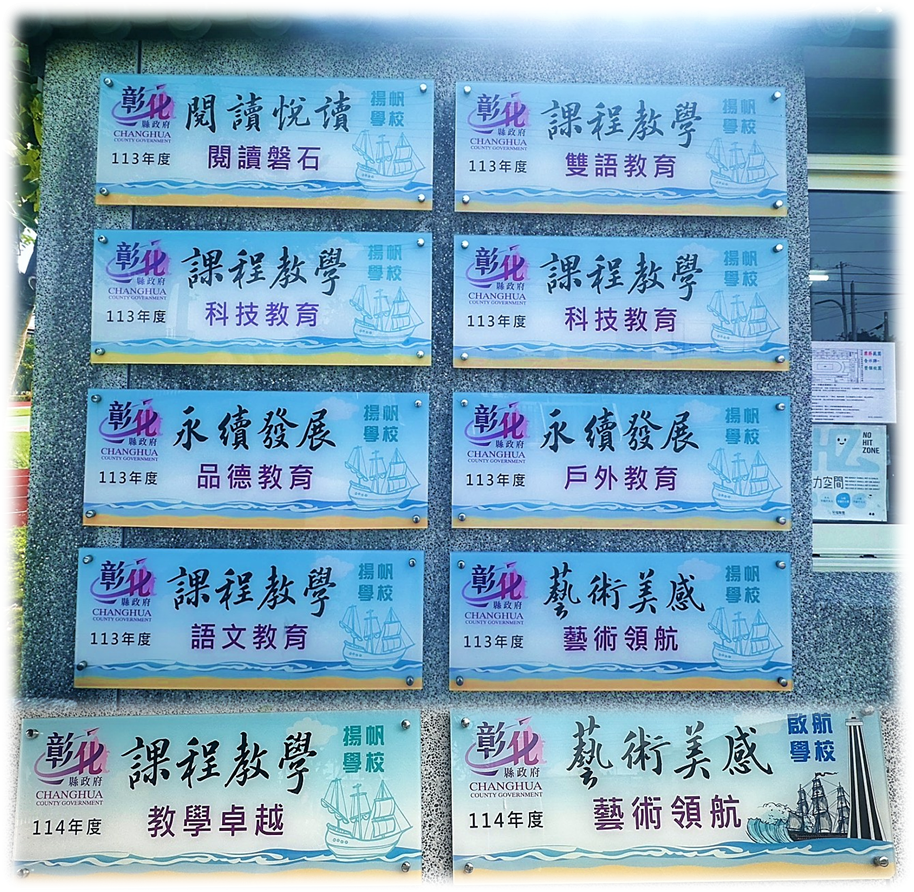 彰化
縣政府
CHANGHUA
COUNTY GOVERNMENT
113年度
閱讀悅讀
閱讀磐石
揚帆
學校
彰化
縣政府
CHANGHUA
COUNTY GOVERNMENT
113年度
課程教學
雙語教育
揚帆
學校
彰化
縣政府
CHANGHUA
COUNTY GOVERNMENT
113年度
課程教學
科技教育
揚帆
學校
彰化
縣政府
CHANGHUA
COUNTY GOVERNMENT
113年度
課程教學
科技教育
揚帆
學校
彰化
縣政府
CHANGHUA
COUNTY GOVERNMENT
113年度
永續發展
品德教育
揚帆
學校
彰化
縣政府
CHANGHUA
COUNTY GOVERNMENT
113年度
永續發展
戶外教育
揚帆
學校
NO
HIT
ZONE
力空間
彰化
縣政府
CHANGHUA
COUNTY GOVERNMENT
113年度
課程教學
語文教育
揚帆
學校
彰化
縣政府
CHANGHUA
COUNTY GOVERNMENT
113年度
藝術美感
藝術領航
揚帆
學校
彰化
縣政府
CHANGHUA
COUNTY GOVERNMENT
114年度
課程教學
教學卓越
揚帆
學校
彰化
縣政府
CHANGHUA
COUNTY GOVERNMENT
114年度
藝術美感
藝術領航
啟航
學校